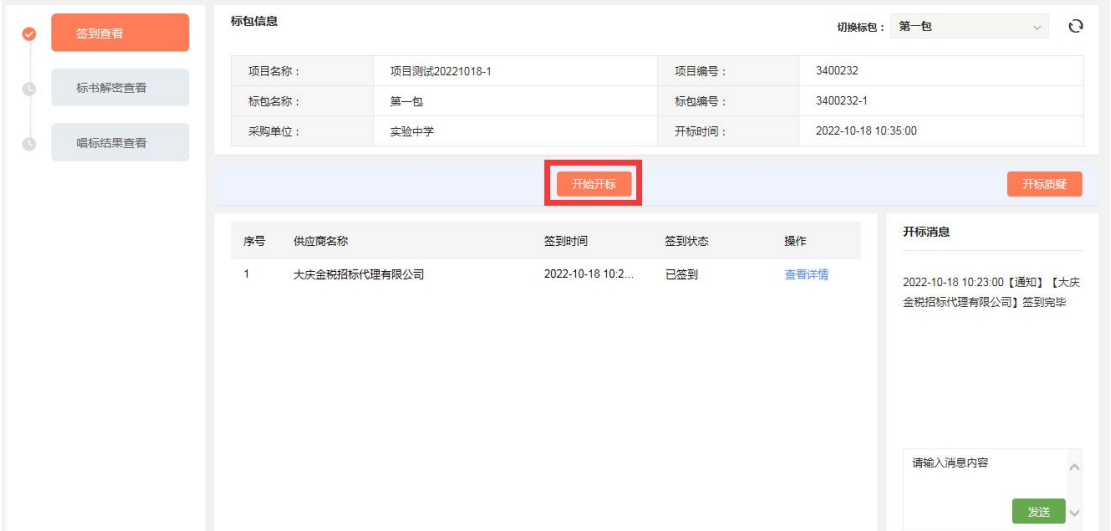 签到查看
标书解密查看
唱标结果查看
标包信息
切换标包： 第一包
项目名称： 项目测试20221018-1 项目编号： 3400232
标包名称： 第一包 标包编号： 3400232-1
采购单位： 实验中学 开标时间： 2022-10-18 10:35:00
开始开标
开标质疑
序号 供应商名称 签到时间 签到状态 操作
1 大庆金税招标代理有限公司 2022-10-18 10:2... 已签到 查看详情
开标消息
2022-10-18 10:23:00【通知】【大庆
金税招标代理有限公司】签到完毕
请输入消息内容
发送